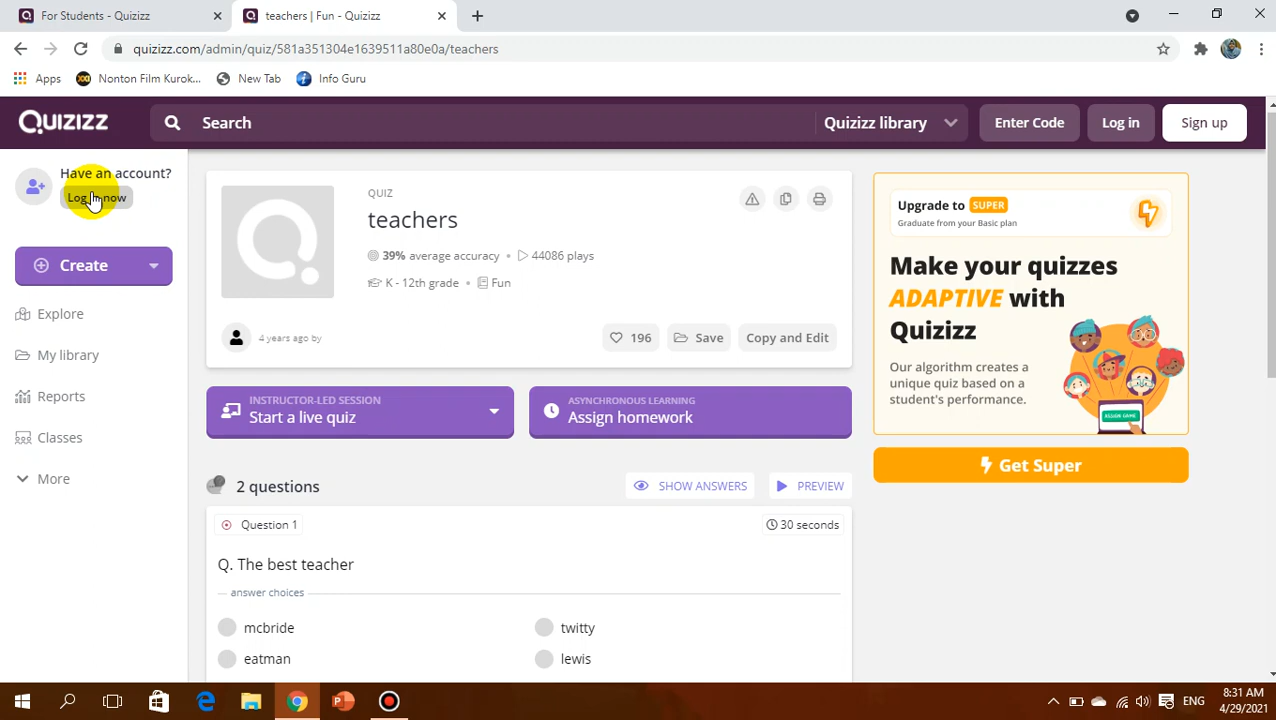 For Students - Quizizz
teachers | Fun - Quizizz
quizizz.com/admin/quiz/581a351304e1639511a80e0a/teachers
Apps
Nonton Film Kurok...
New Tab
Info Guru
Quizizz
Search
Quizizz library
Enter Code
Log in
Sign up
Have an account?
Log in now
Create
Explore
My library
Reports
Classes
More
QUIZ
teachers
39% average accuracy • 44086 plays
K - 12th grade • Fun
4 years ago by
196
Save
Copy and Edit
INSTRUCTOR-LED SESSION
Start a live quiz
ASYNCHRONOUS LEARNING
Assign homework
2 questions
SHOW ANSWERS
PREVIEW
Question 1
30 seconds
Q. The best teacher
answer choices
mcbride
twitty
eatman
lewis
Upgrade to SUPER
Graduate from your Basic plan
Make your quizzes
ADAPTIVE with
Quizizz
Our algorithm creates a
unique quiz based on a
student's performance.
ASSIGN GAME
Get Super
ENG
8:31 AM
4/29/2021